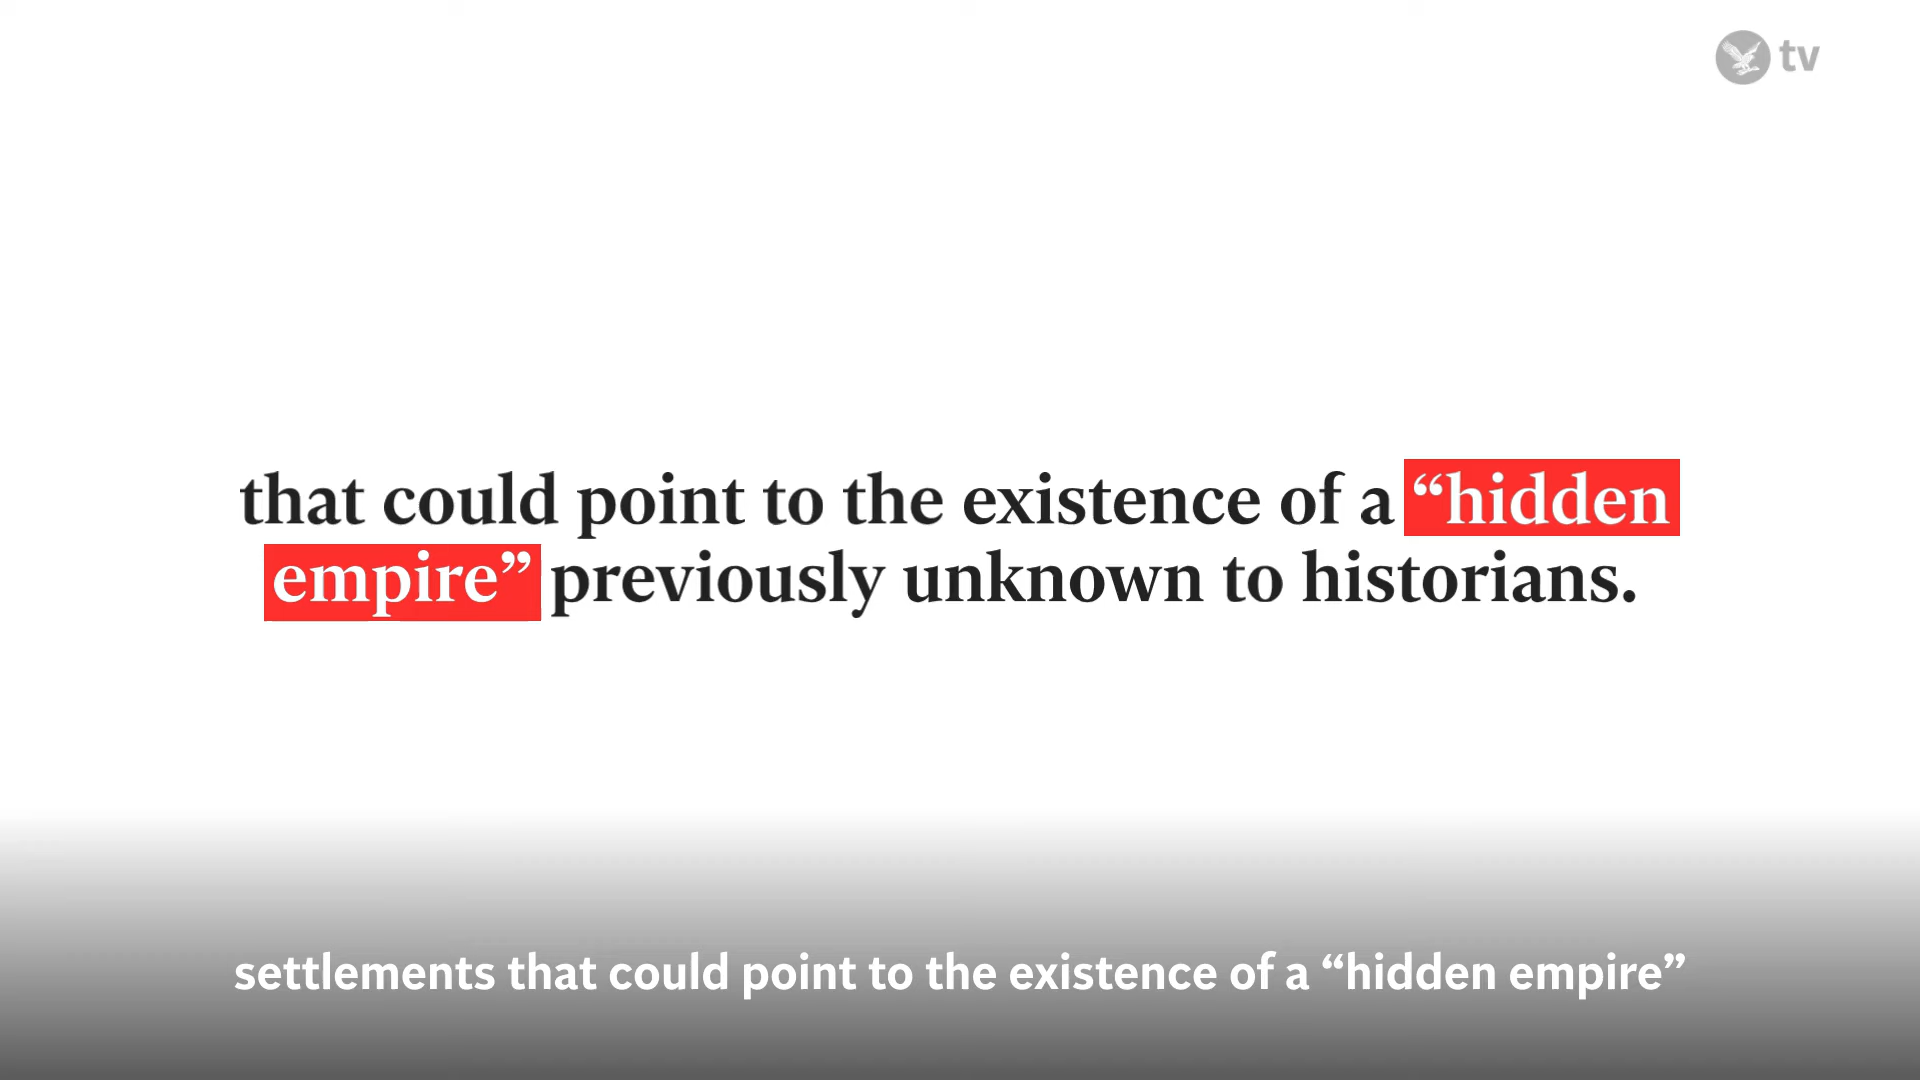 tv
that could point to the existence of a “hidden
empire” previously unknown to historians.
settlements that could point to the existence of a “hidden empire”